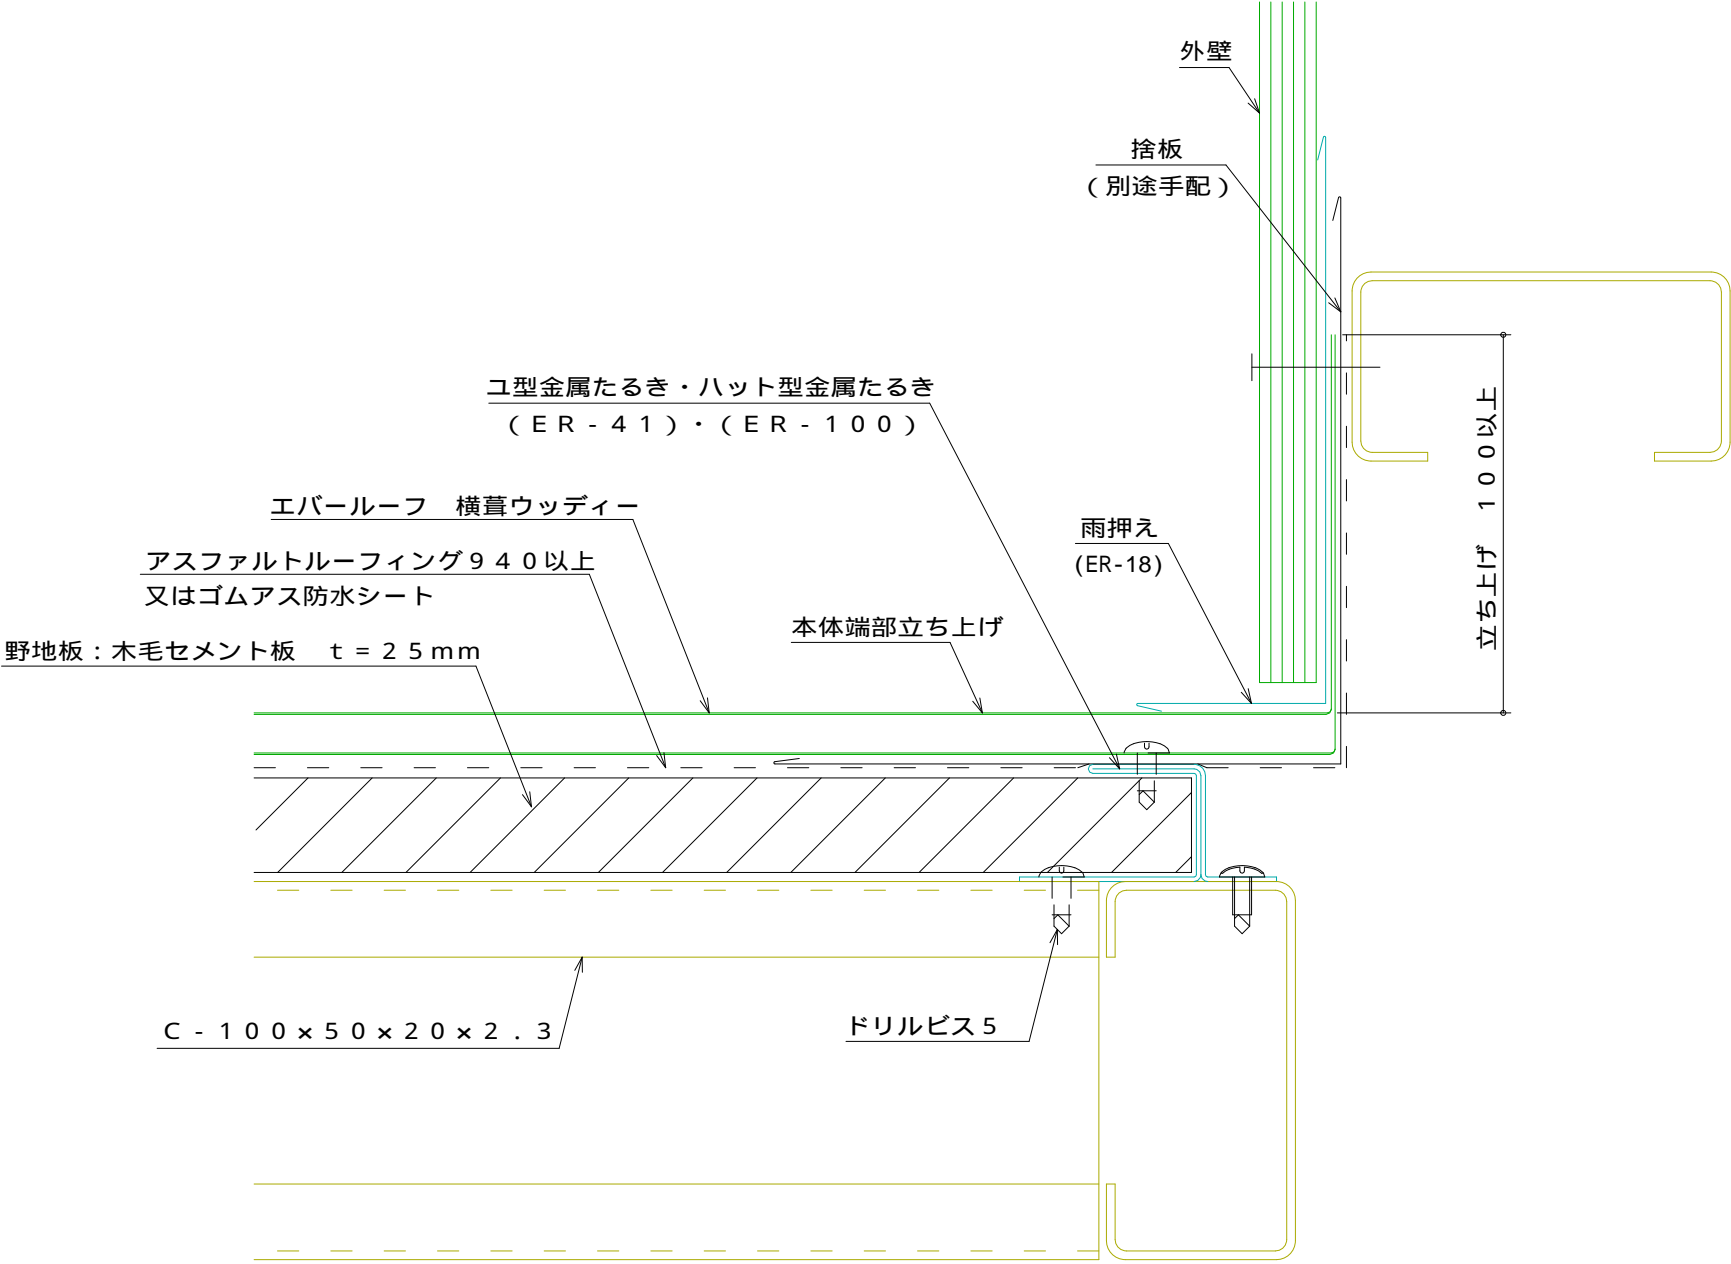 外壁
捨板
（別途手配）
ユ型金属たるき・ハット型金属たるき
（ＥＲ-４１）・（ＥＲ-１００）
エバールーフ　横葺ウッディー
アスファルトルーフィング９４０以上
又はゴムアス防水シート
野地板：木毛セメント板　ｔ＝２５ｍｍ
雨押え
(ER-18)
本体端部立ち上げ
立ち上げ　１００以上
Ｃ-１００×５０×２０×２．３
ドリルビス５